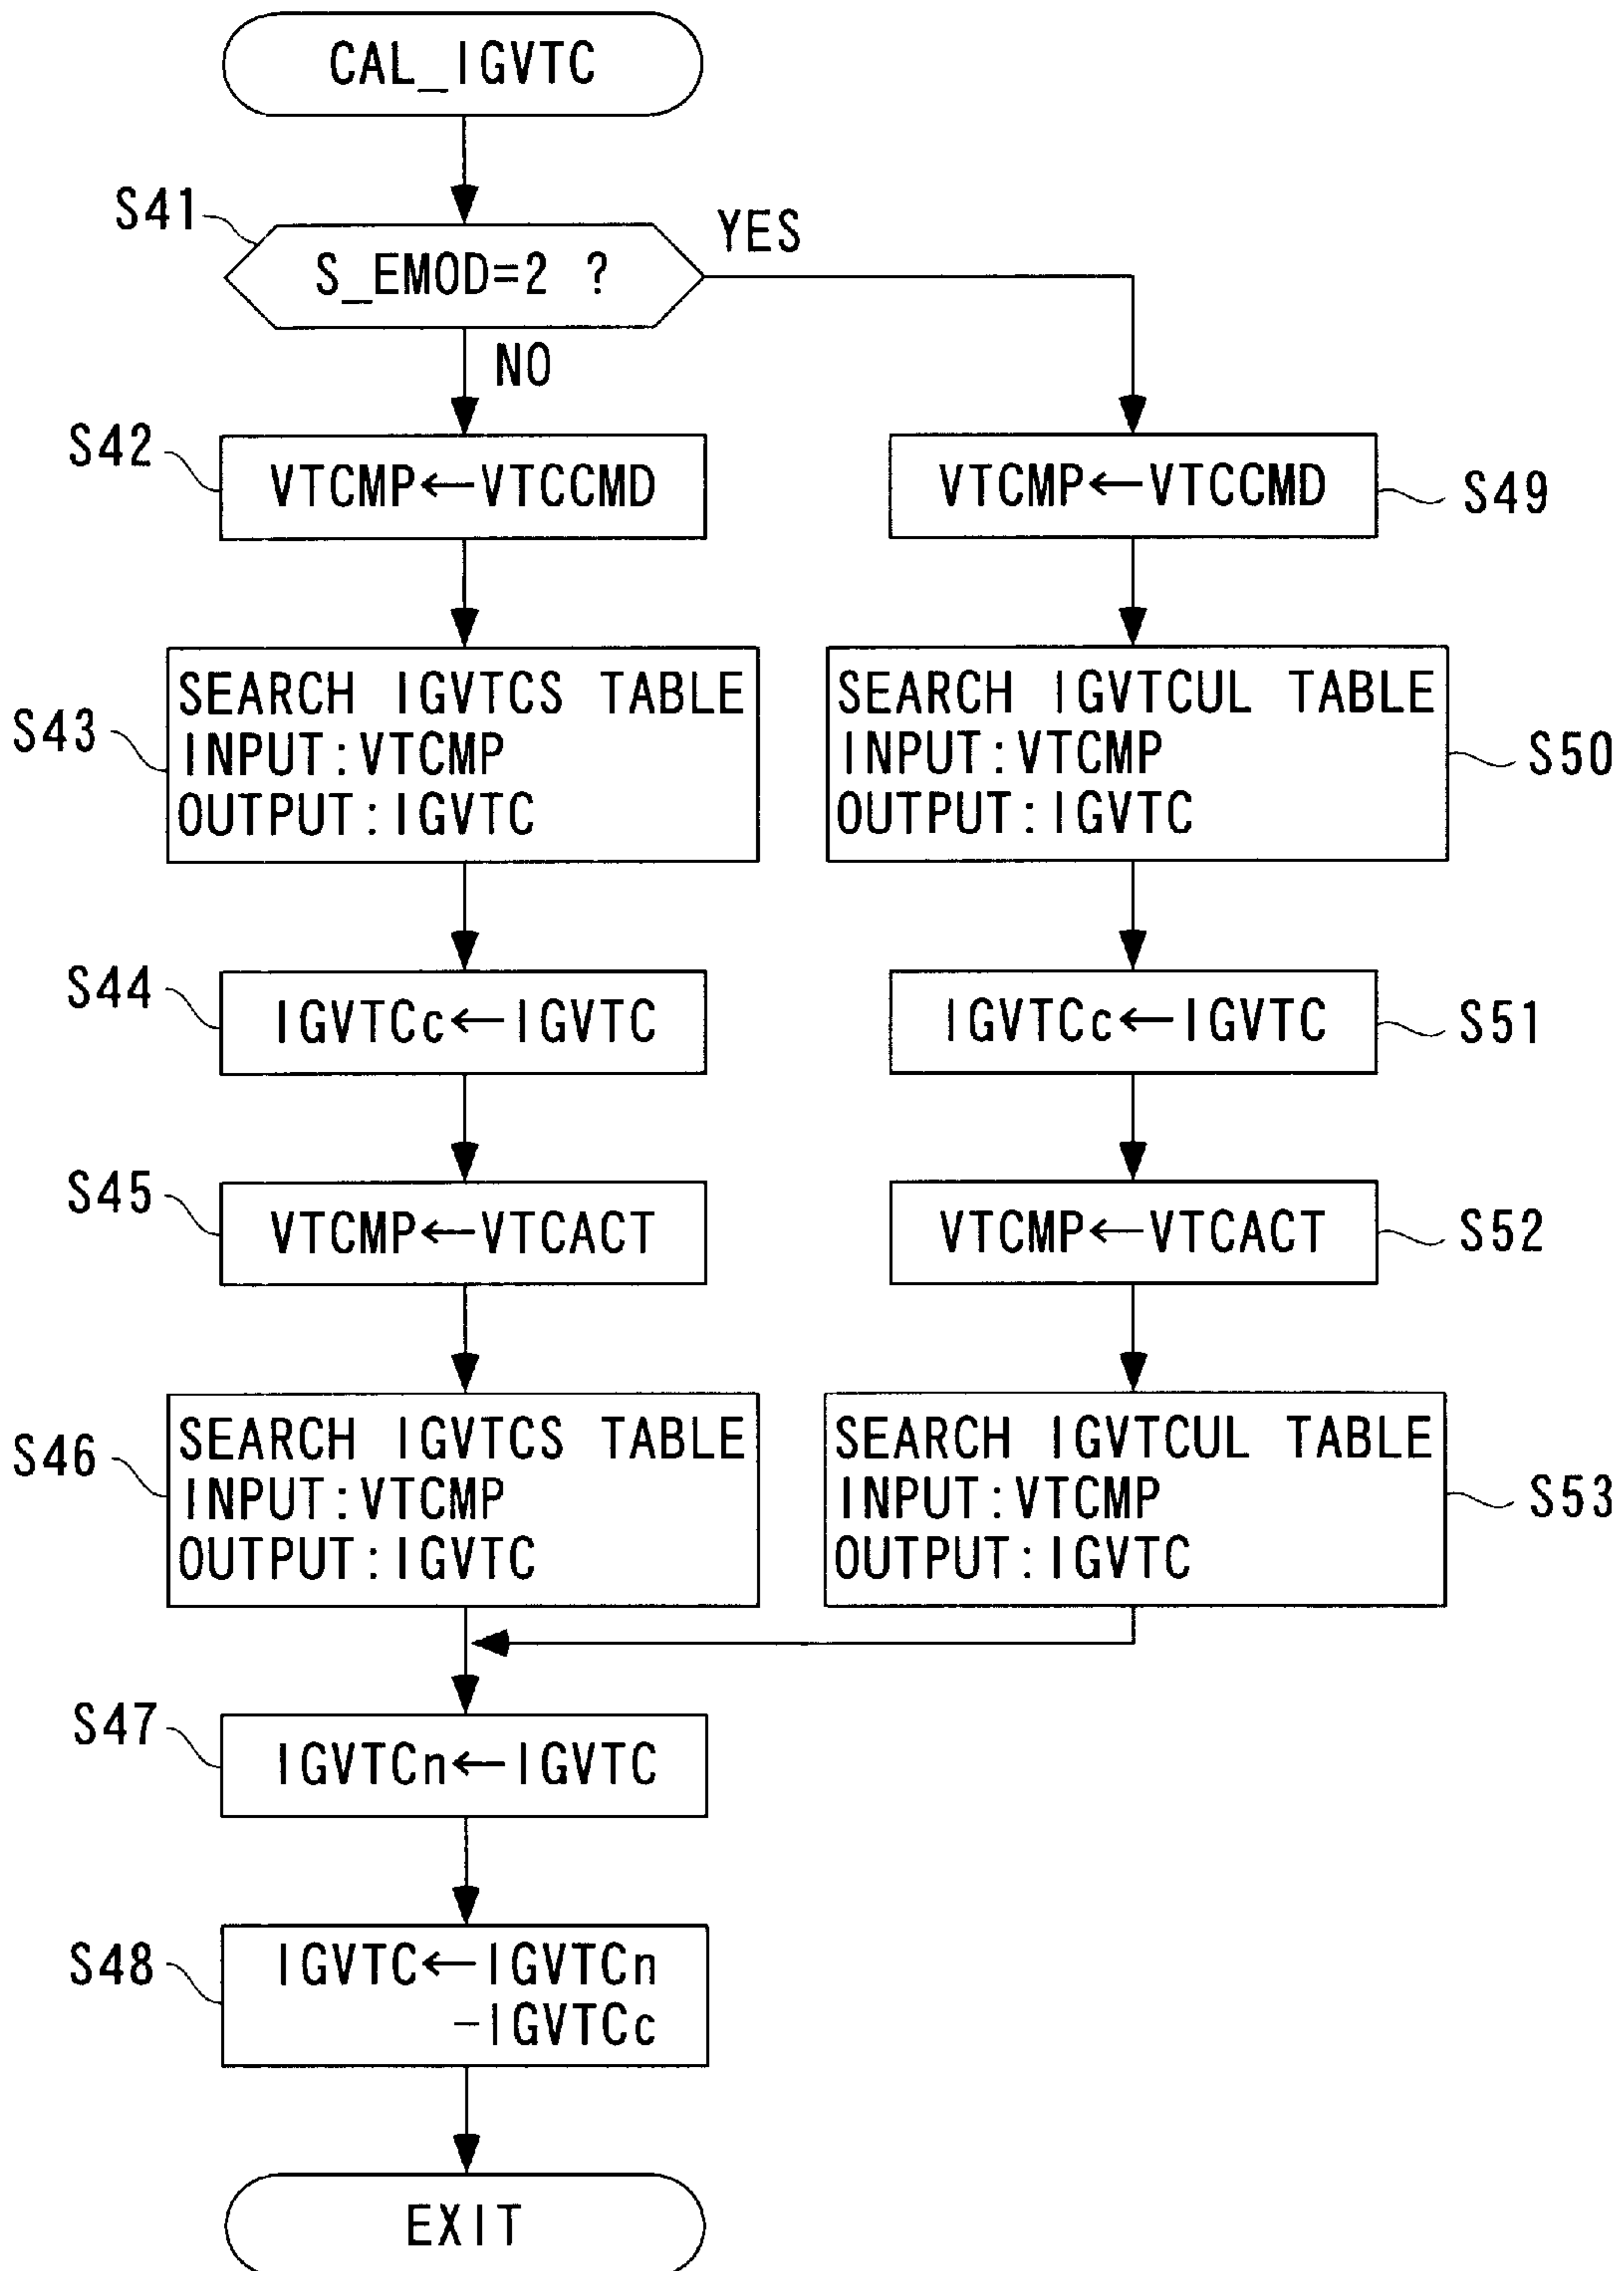 CAL_IGVTC
S41
S_EMOD=2 ?
YES
NO
S42
VTCMP←VTCCMD
S43
SEARCH IGVTCS TABLE
INPUT:VTCMP
OUTPUT:IGVTC
S44
IGVTCc←IGVTC
S45
VTCMP←VTCACT
S46
SEARCH IGVTCS TABLE
INPUT:VTCMP
OUTPUT:IGVTC
VTCMP←VTCCMD
S49
SEARCH IGVTCUL TABLE
INPUT:VTCMP
OUTPUT:IGVTC
S50
IGVTCc←IGVTC
S51
VTCMP←VTCACT
S52
SEARCH IGVTCUL TABLE
INPUT:VTCMP
OUTPUT:IGVTC
S53
S47
IGVTCn←IGVTC
S48
IGVTC←IGVTCn
-IGVTCc
EXIT